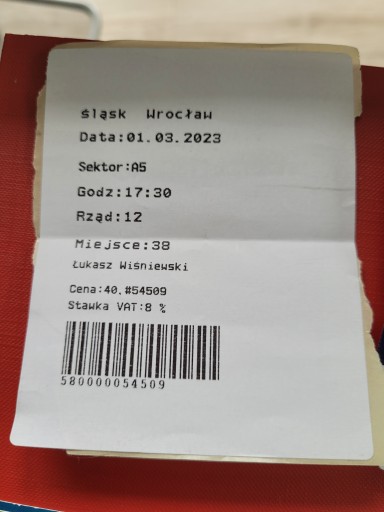 śląsk Wrocław
Data:01.03.2023
Sektor:A5
Godz:17:30
Rząd:12
Miejsce:38
Łukasz Wiśniewski
Cena:40.#54509
Stawka VAT:8 %
580000054509